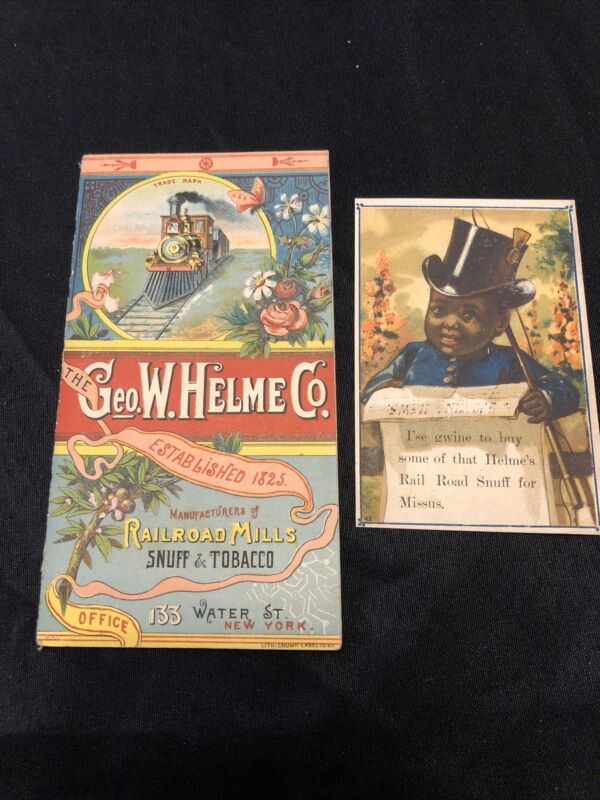 TRADE MARK
THE
GEO. W. HELME CO.
ESTABLISHED 1825.
MANUFACTURERS of
RAILROAD MILLS
SNUFF & TOBACCO
OFFICE
133 WATER ST.
NEW YORK.
I'se gwine to buy
some of that Helme's
Rail Road Snuff for
Missus.